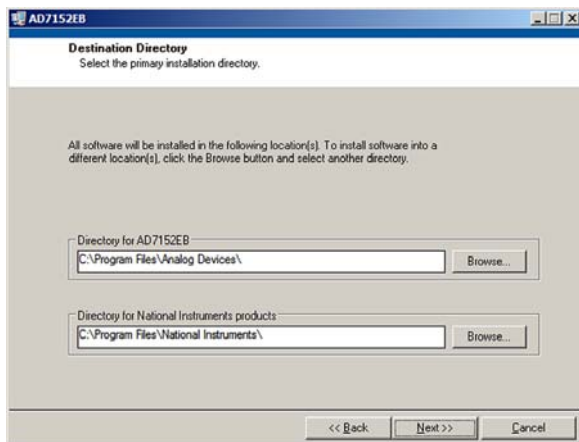 AD7152EB
Destination Directory
Select the primary installation directory.
All software will be installed in the following location(s). To install software into a
different location(s), click the Browse button and select another directory.
Directory for AD7152EB
C:\Program Files\Analog Devices\
Browse...
Directory for National Instruments products
C:\Program Files\National Instruments\
Browse...
<< Back
Next >>
Cancel